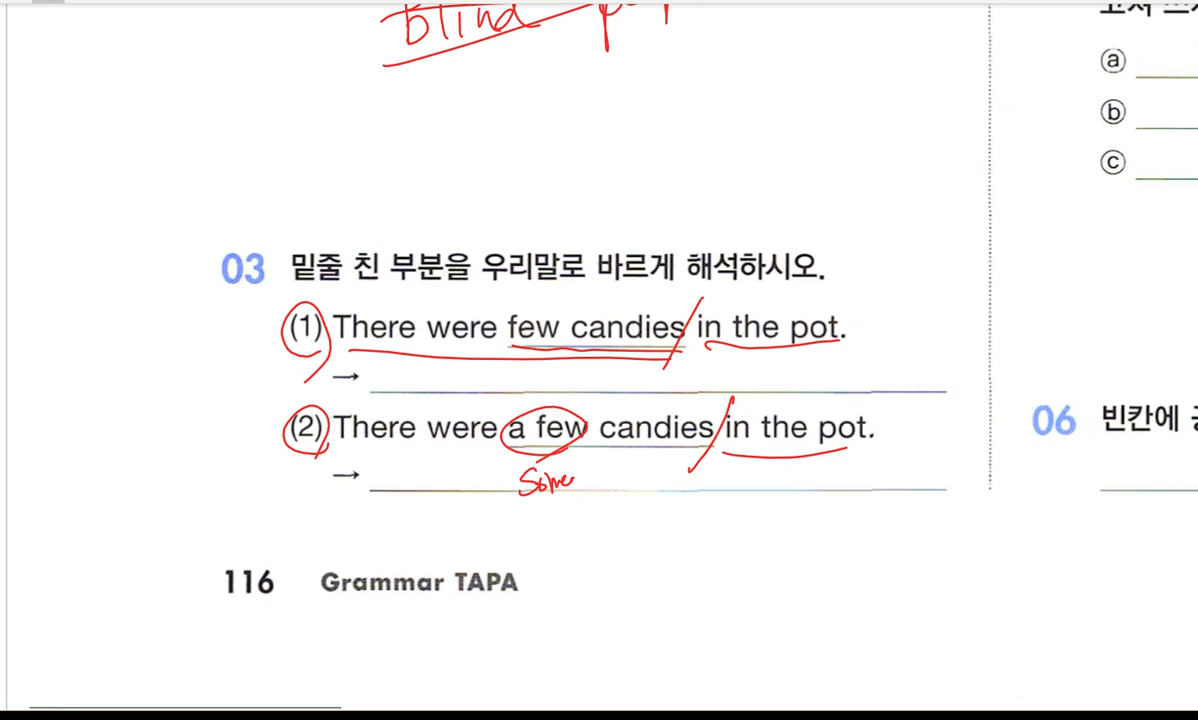 blind
ⓐ
ⓑ
ⓒ
03 밑줄 친 부분을 우리말로 바르게 해석하시오.
(1) There were few candies in the pot.
→
(2) There were a few candies in the pot.
→
some
06 빈칸에
116 Grammar TAPA